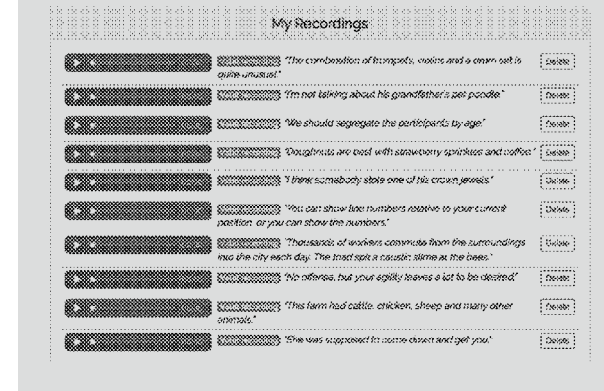 My Recordings
"The combination of trumpets, violins and a drum set is
quite unusual."
Delete
"I'm not talking about his grandfather's pet poodle."
Delete
"We should segregate the participants by age."
Delete
"Doughnuts are best with strawberry sprinkles and coffee."
Delete
"I think somebody stole one of his crown jewels."
Delete
"You can show line numbers relative to your current
position, or you can show the numbers."
Delete
"Thousands of workers commute from the surroundings
into the city each day. The toad spits caustic slime at the bees."
Delete
"No offense, but your agility leaves a lot to be desired."
Delete
"This farm had cattle, chicken, sheep and many other
animals."
Delete
"She was supposed to come down and get you."
Delete